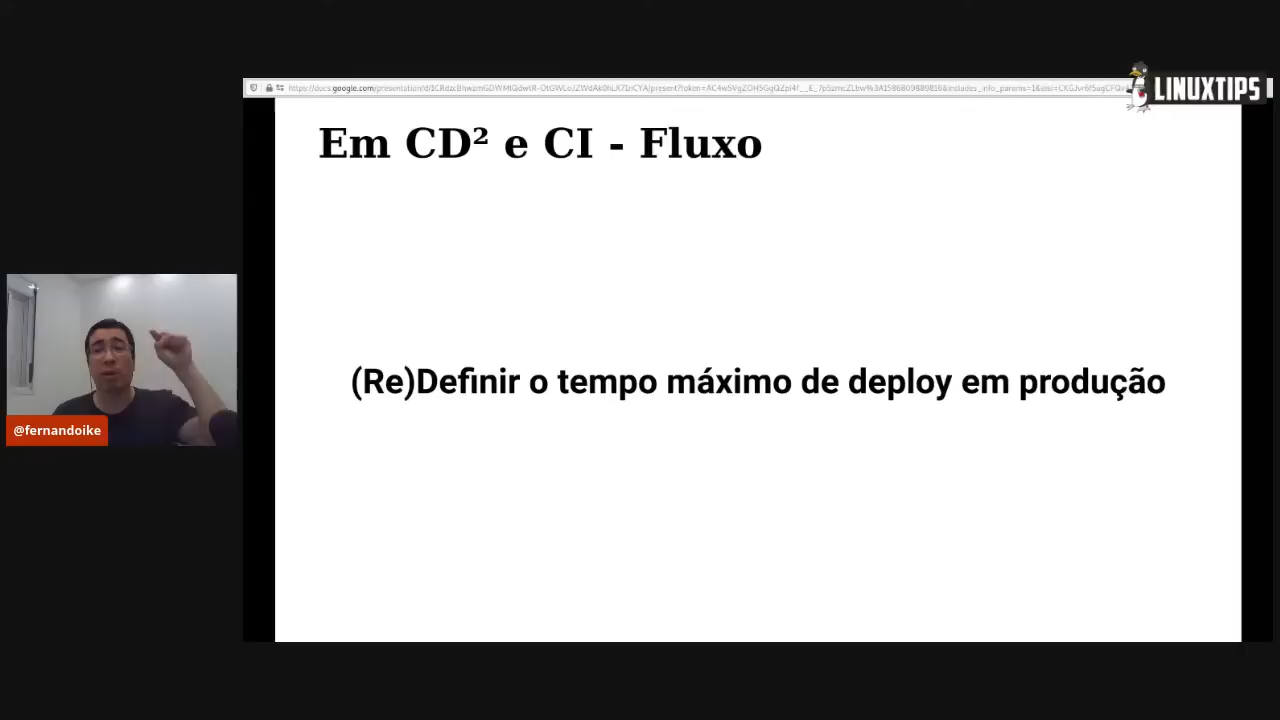 LINUXTIPS
Em CD² e CI - Fluxo
(Re)Definir o tempo máximo de deploy em produção
@fernandoike